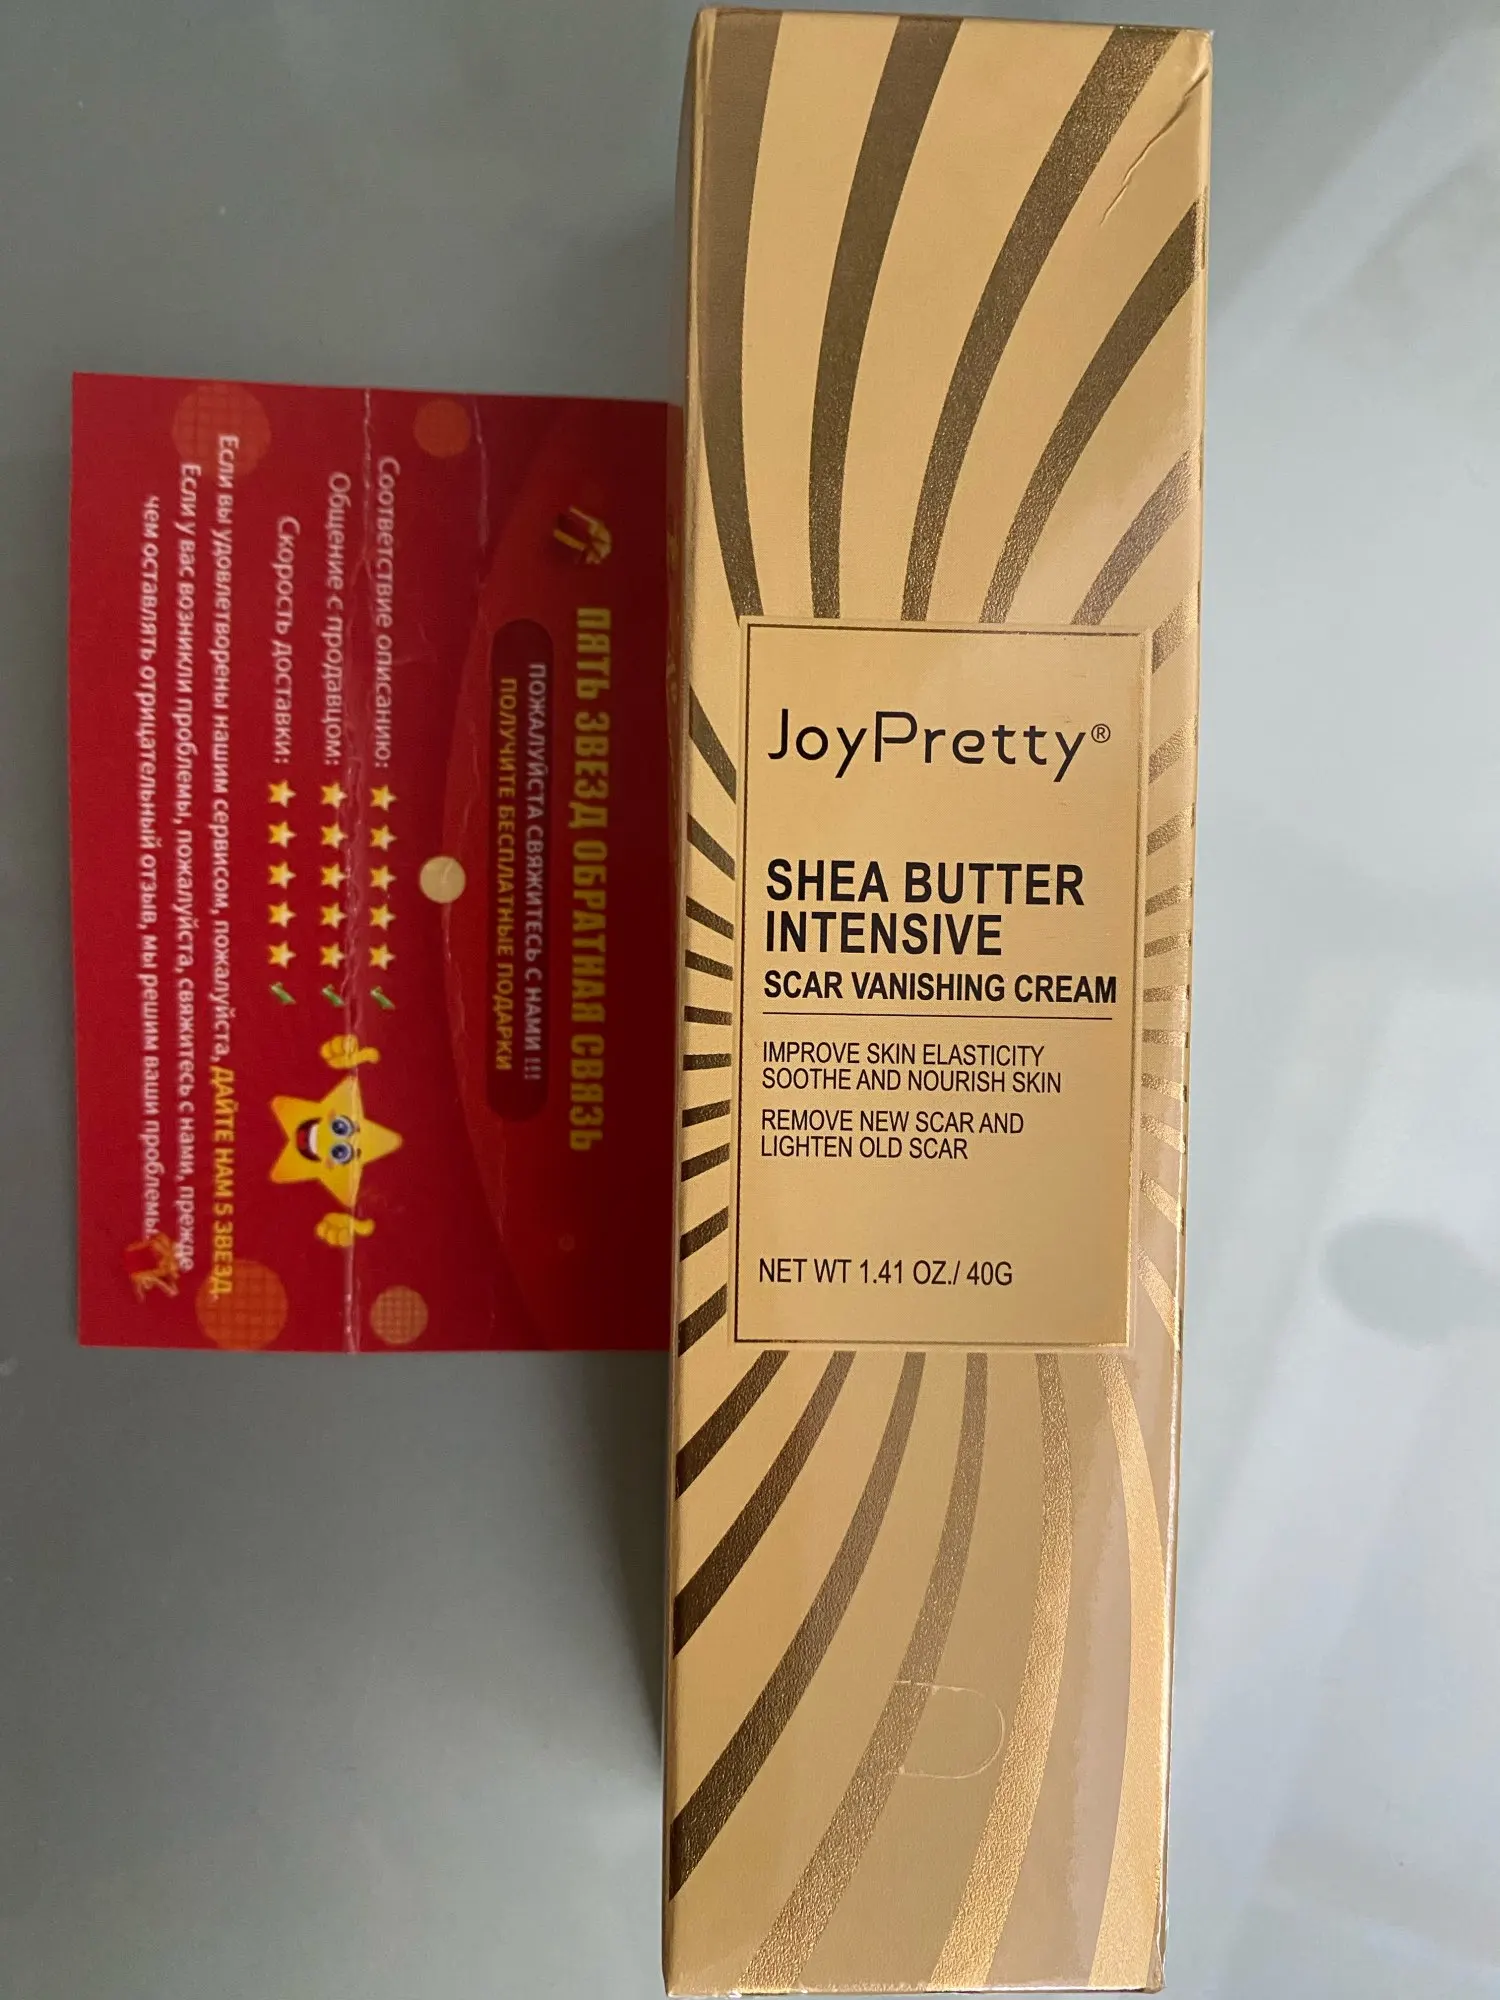 JoyPretty®
SHEA BUTTER
INTENSIVE
SCAR VANISHING CREAM
IMPROVE SKIN ELASTICITY
SOOTHE AND NOURISH SKIN
REMOVE NEW SCAR AND
LIGHTEN OLD SCAR
NET WT 1.41 OZ./ 40G
ПЯТЬ ЗВЕЗД ОБРАТНАЯ СВЯЗЬ
ПОЖАЛУЙСТА СВЯЖИТЕСЬ С НАМИ !!!
ПОЛУЧИТЕ БЕСПЛАТНЫЕ ПОДАРКИ
Соответствие описанию:
Общение с продавцом:
Скорость доставки:
Если вы удовлетворены нашим сервисом, пожалуйста, ДАЙТЕ НАМ 5 ЗВЕЗД.
Если у вас возникли проблемы, пожалуйста, свяжитесь с нами, прежде
чем оставлять отрицательный отзыв, мы решим ваши проблемы.